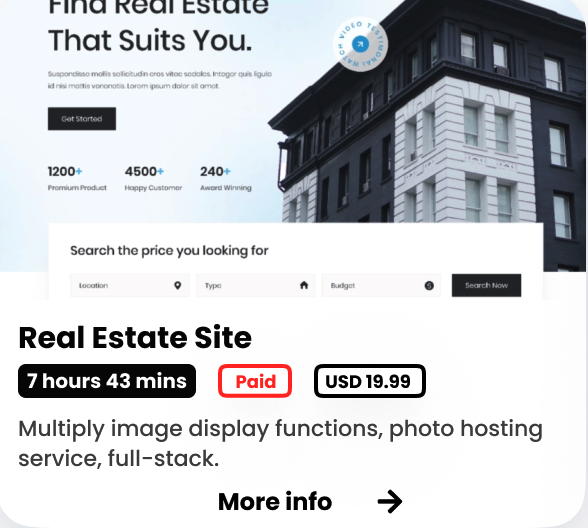 Find Real Estate
That Suits You.
WATCH VIDEO TESTIMONIAL
Suspendisse mollis sollicitudin eros vitae sodales. Integer quis ligula
id nisi mattis venenatis. Lorem ipsum dolor sit amet.
Get Started
1200+ 4500+ 240+
Premium Product Happy Customer Award Winning
Search the price you looking for
Location Type Budget Search Now
Real Estate Site
7 hours 43 mins Paid USD 19.99
Multiply image display functions, photo hosting
service, full-stack.
More info →